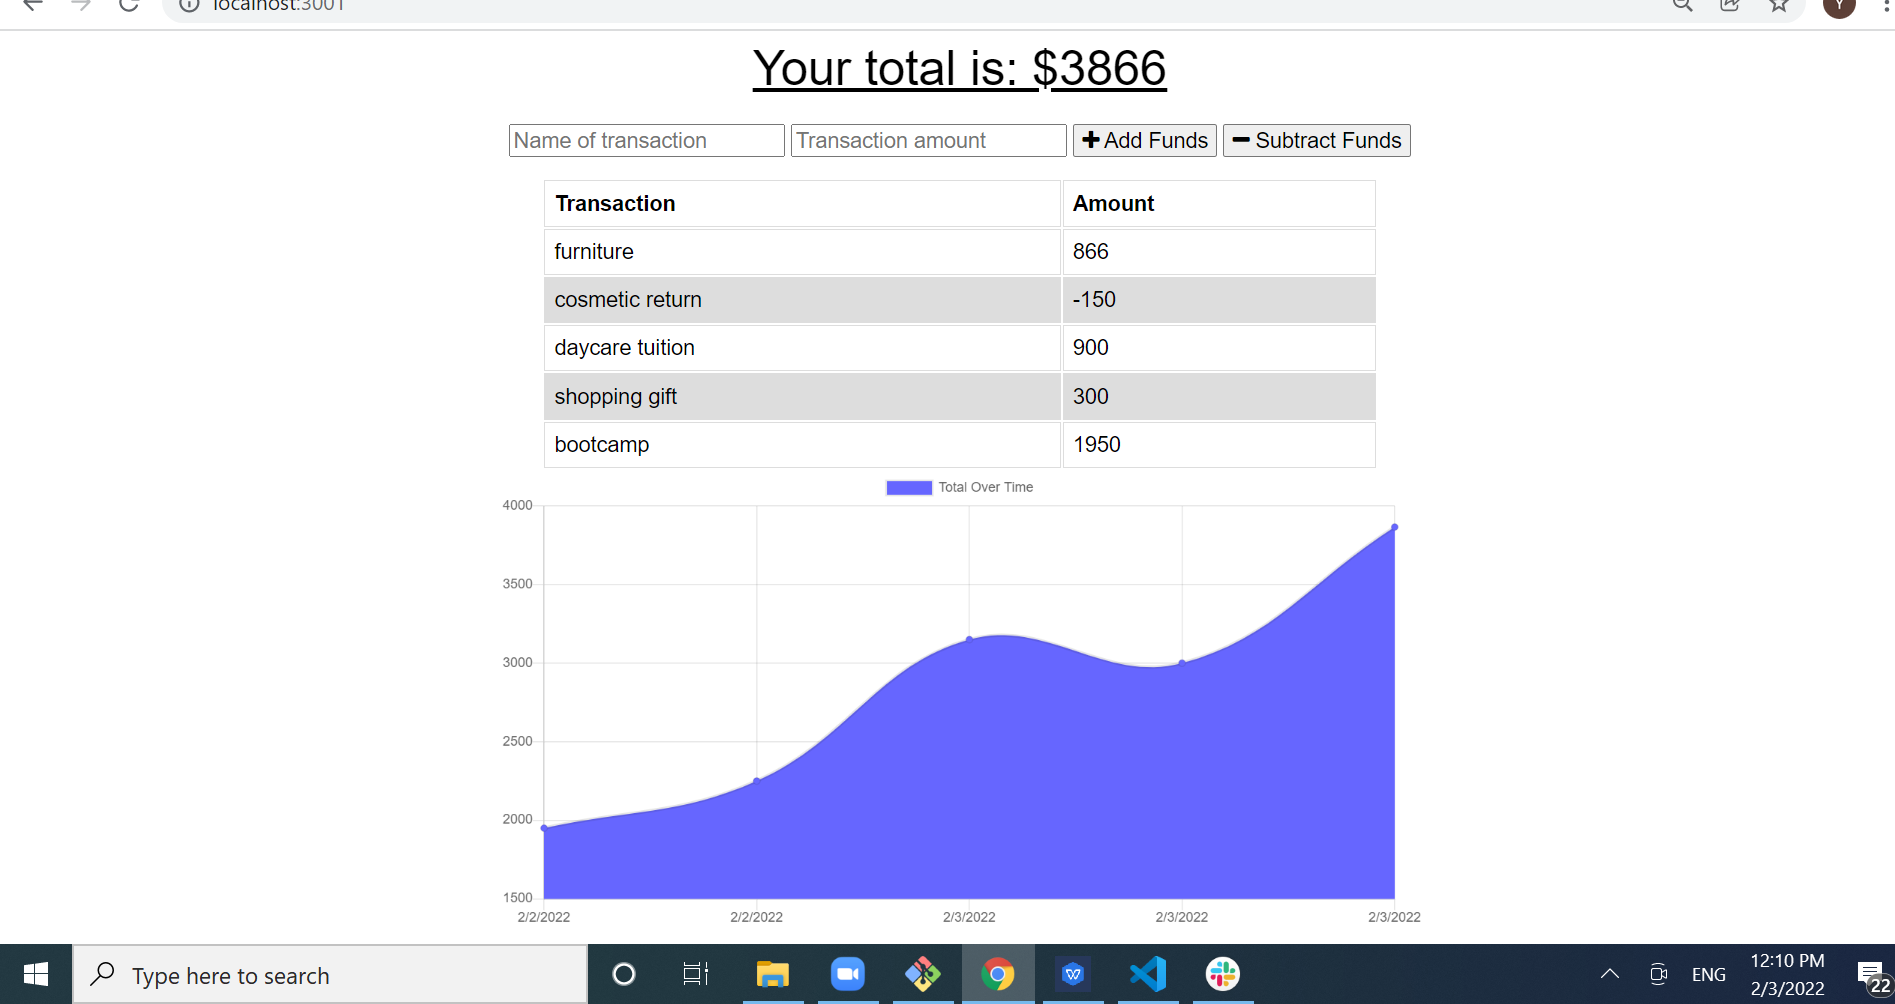 localhost:3001
Y
Your total is: $3866
Name of transaction Transaction amount Add Funds Subtract Funds
Transaction Amount
furniture 866
cosmetic return -150
daycare tuition 900
shopping gift 300
bootcamp 1950
Total Over Time
4000
3500
3000
2500
2000
1500
2/2/2022 2/2/2022 2/3/2022 2/3/2022 2/3/2022
Type here to search
ENG
12:10 PM
2/3/2022
22